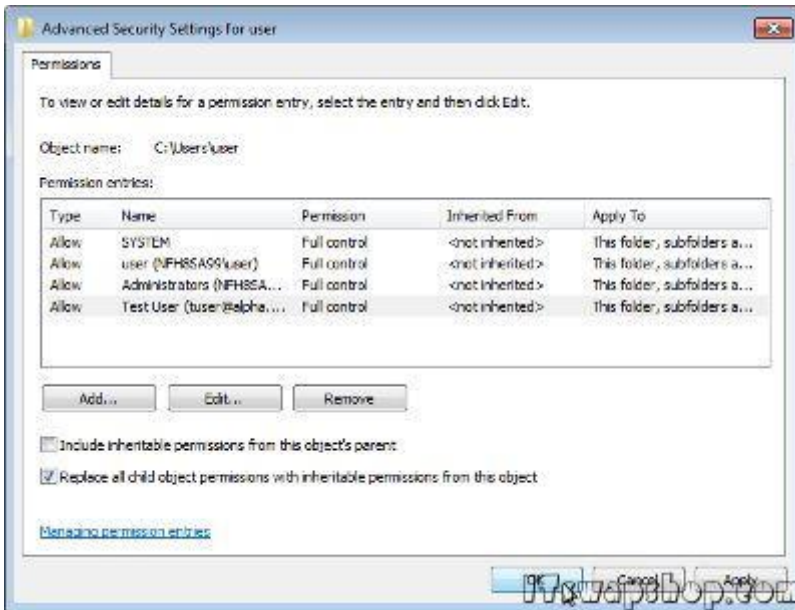 Advanced Security Settings for user
Permissions
To view or edit details for a permission entry, select the entry and then click Edit.
Object name: C:\Users\user
Permission entries:
Type Name Permission Inherited From Apply To
Allow SYSTEM Full control <not inherited> This folder, subfolders a...
Allow user (NFH8SA99\user) Full control <not inherited> This folder, subfolders a...
Allow Administrators (NFH8SA... Full control <not inherited> This folder, subfolders a...
Allow Test User (tuser@alpha.... Full control <not inherited> This folder, subfolders a...
Add... Edit... Remove
Include inheritable permissions from this object's parent
Replace all child object permissions with inheritable permissions from this object
Managing permission entries
OK Cancel Apply
ITswapshop.com